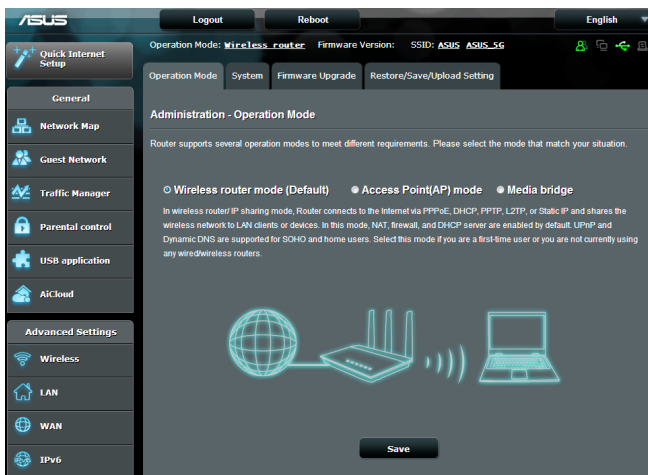 ASUS
Logout
Reboot
English
Quick Internet
Setup
Operation Mode: Wireless router Firmware Version: SSID: ASUS ASUS_5G
Operation Mode
System
Firmware Upgrade
Restore/Save/Upload Setting
General
Network Map
Guest Network
Traffic Manager
Parental control
USB application
AiCloud
Advanced Settings
Wireless
LAN
WAN
IPv6
Administration - Operation Mode
Router supports several operation modes to meet different requirements. Please select the mode that match your situation.
Wireless router mode (Default)
Access Point(AP) mode
Media bridge
In wireless router/ IP sharing mode, Router connects to the Internet via PPPoE, DHCP, PPTP, L2TP, or Static IP and shares the
wireless network to LAN clients or devices. In this mode, NAT, firewall, and DHCP server are enabled by default. UPnP and
Dynamic DNS are supported for SOHO and home users. Select this mode if you are a first-time user or you are not currently using
any wired/wireless routers.
Save